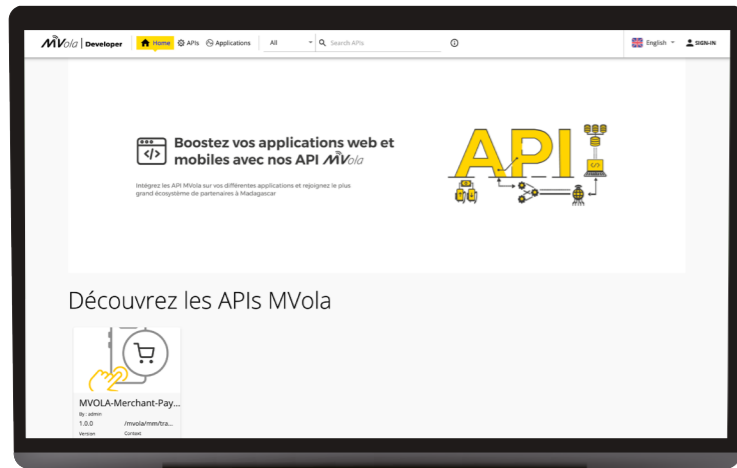 MVola | Developer Home APIs Applications All Search APIs English SIGN-IN
Boostez vos applications web et
mobiles avec nos API MVola
Intégrez les API MVola sur vos différentes applications et rejoignez le plus
grand écosystème de partenaires à Madagascar
API
Découvrez les APIs MVola
MVOLA-Merchant-Pay...
By : admin
1.0.0 /mvola/mm/tra...
Version Context